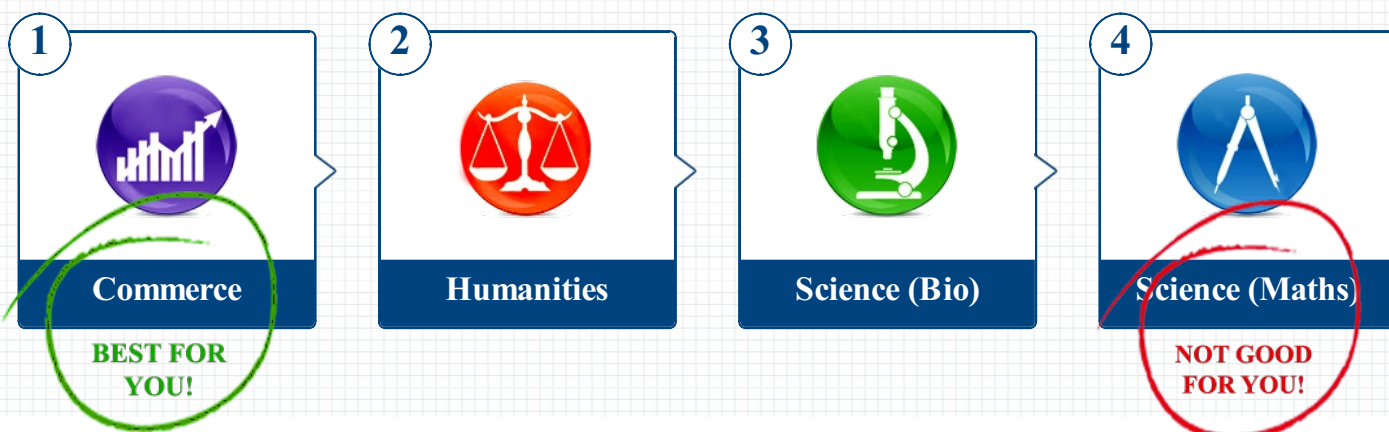 1
2
3
4
Commerce
Humanities
Science (Bio)
Science (Maths)
BEST FOR
YOU!
NOT GOOD
FOR YOU!